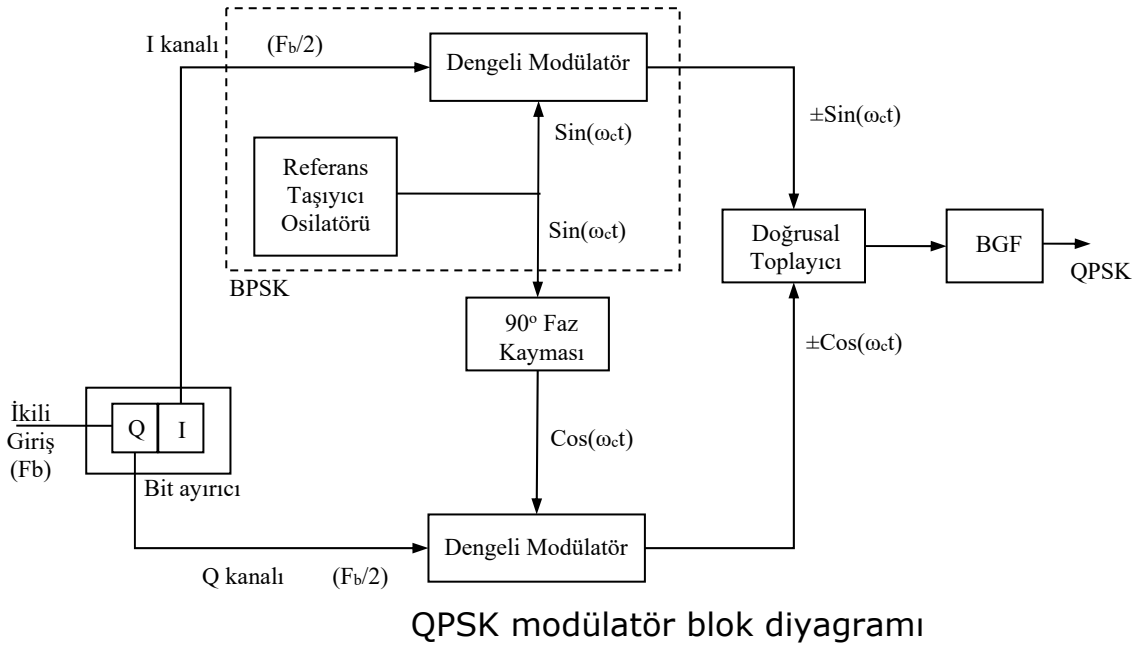 I kanalı
(Fb/2)
Dengeli Modülatör
±Sin(ωct)
Sin(ωct)
Referans
Taşıyıcı
Osilatörü
Sin(ωct)
Doğrusal
Toplayıcı
BGF
QPSK
BPSK
90º Faz
Kayması
±Cos(ωct)
İkili
Giriş
(Fb)
Q
I
Cos(ωct)
Bit ayırıcı
Dengeli Modülatör
Q kanalı
(Fb/2)
QPSK modülatör blok diyagramı